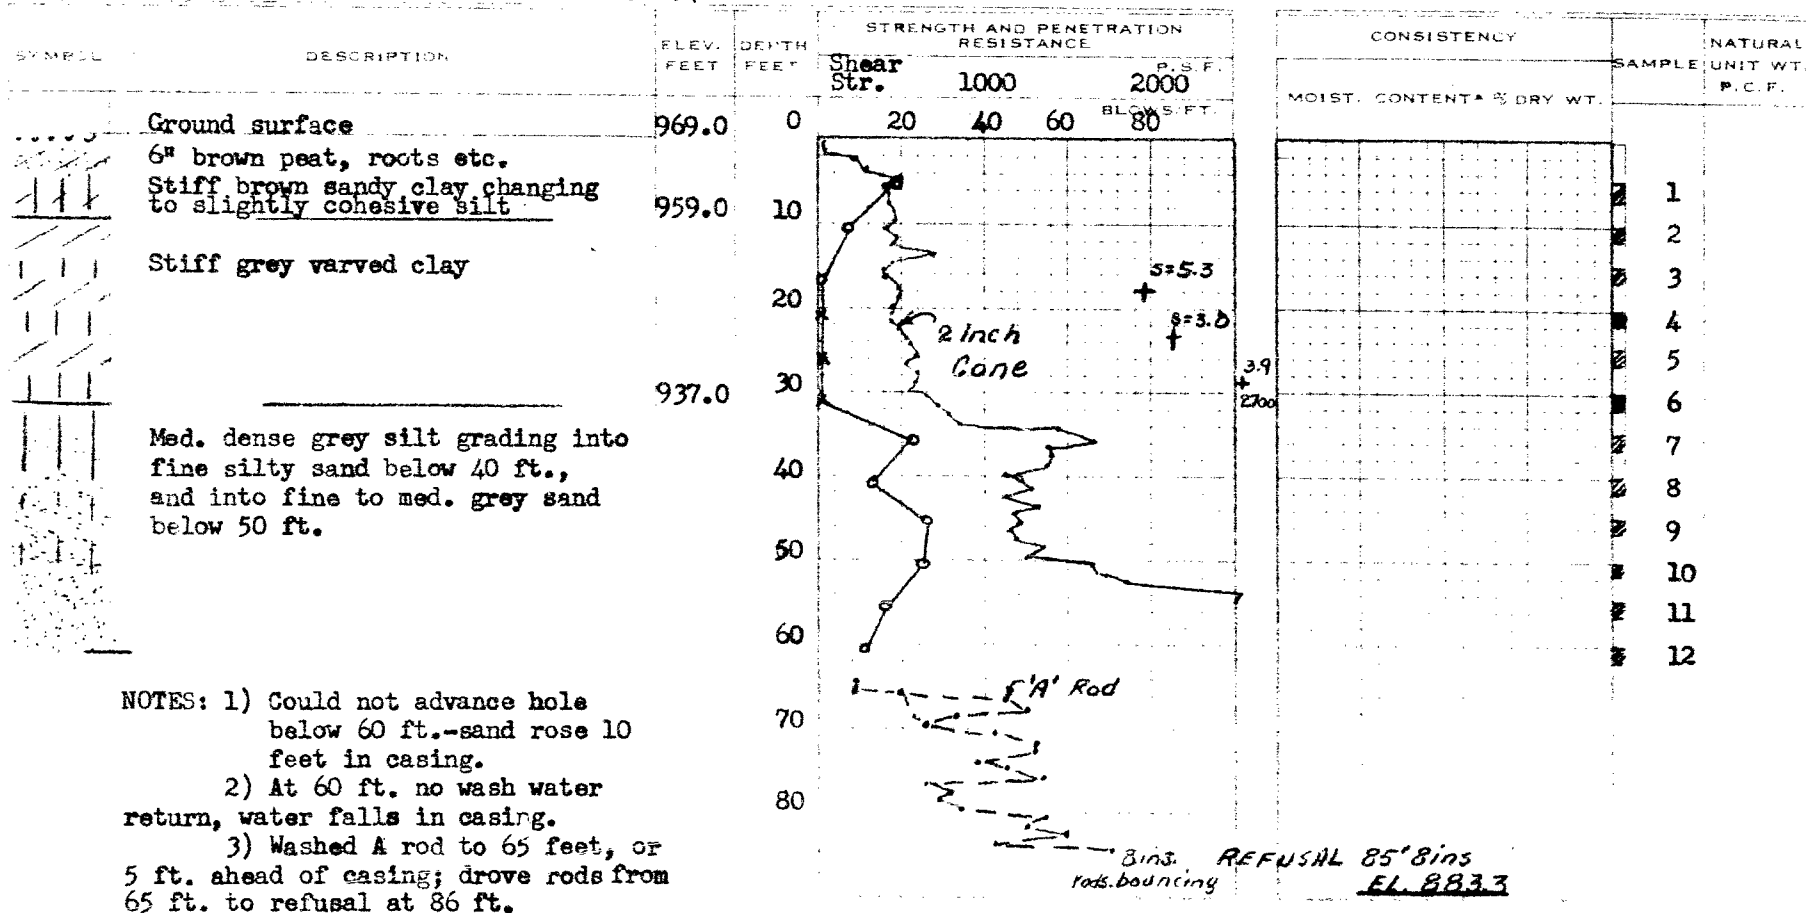 STRENGTH AND PENETRATION RESISTANCE
CONSISTENCY
SYMBOL DESCRIPTION ELEV. FEET DEPTH FEET
Shear Str. 1000 2000 P.S.F.
SAMPLE NATURAL UNIT WT. P.C.F.
MOIST. CONTENT % DRY WT.
BLOWS/FT.
20 40 60 80
Ground surface 969.0 0
6" brown peat, roots etc.
Stiff brown sandy clay changing
to slightly cohesive silt 959.0 10
Stiff grey varved clay
20
937.0 30
Med. dense grey silt grading into
fine silty sand below 40 ft.,
and into fine to med. grey sand
below 50 ft.
40
50
60
70
80
S=5.3
S=3.0
3.9
2700
2 Inch
Cone
'A' Rod
1
2
3
4
5
6
7
8
9
10
11
12
NOTES: 1) Could not advance hole
below 60 ft.-sand rose 10
feet in casing.
2) At 60 ft. no wash water
return, water falls in casing.
3) Washed A rod to 65 feet, or
5 ft. ahead of casing; drove rods from
65 ft. to refusal at 86 ft.
8ins.
rods.bouncing
REFUSAL 85'8ins
EL. 883.3